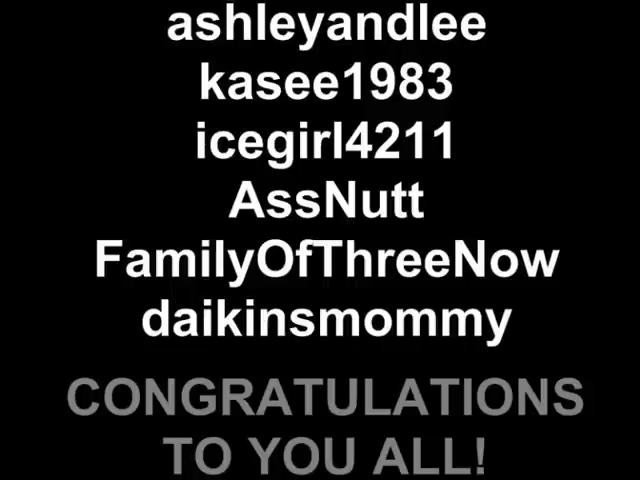 ashleyandlee
kasee1983
icegirl4211
AssNutt
FamilyOfThreeNow
daikinsmommy
CONGRATULATIONS
TO YOU ALL!